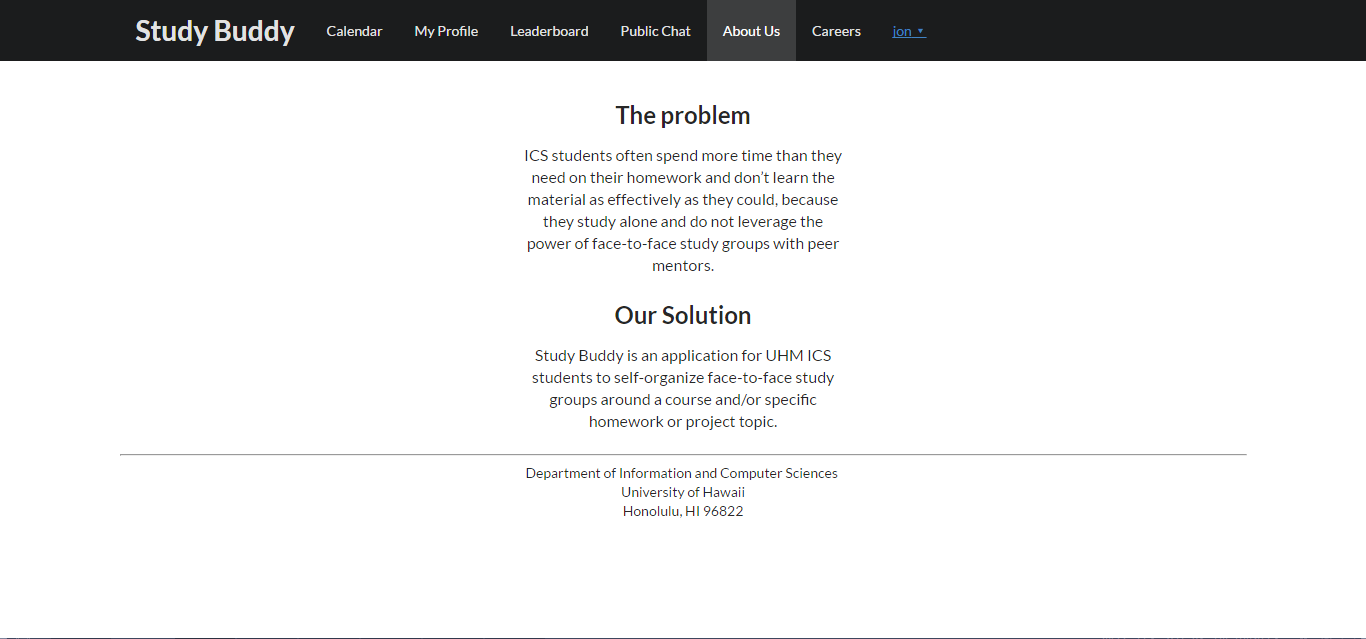 Study Buddy Calendar My Profile Leaderboard Public Chat About Us Careers jon
The problem
ICS students often spend more time than they
need on their homework and don’t learn the
material as effectively as they could, because
they study alone and do not leverage the
power of face-to-face study groups with peer
mentors.
Our Solution
Study Buddy is an application for UHM ICS
students to self-organize face-to-face study
groups around a course and/or specific
homework or project topic.
Department of Information and Computer Sciences
University of Hawaii
Honolulu, HI 96822